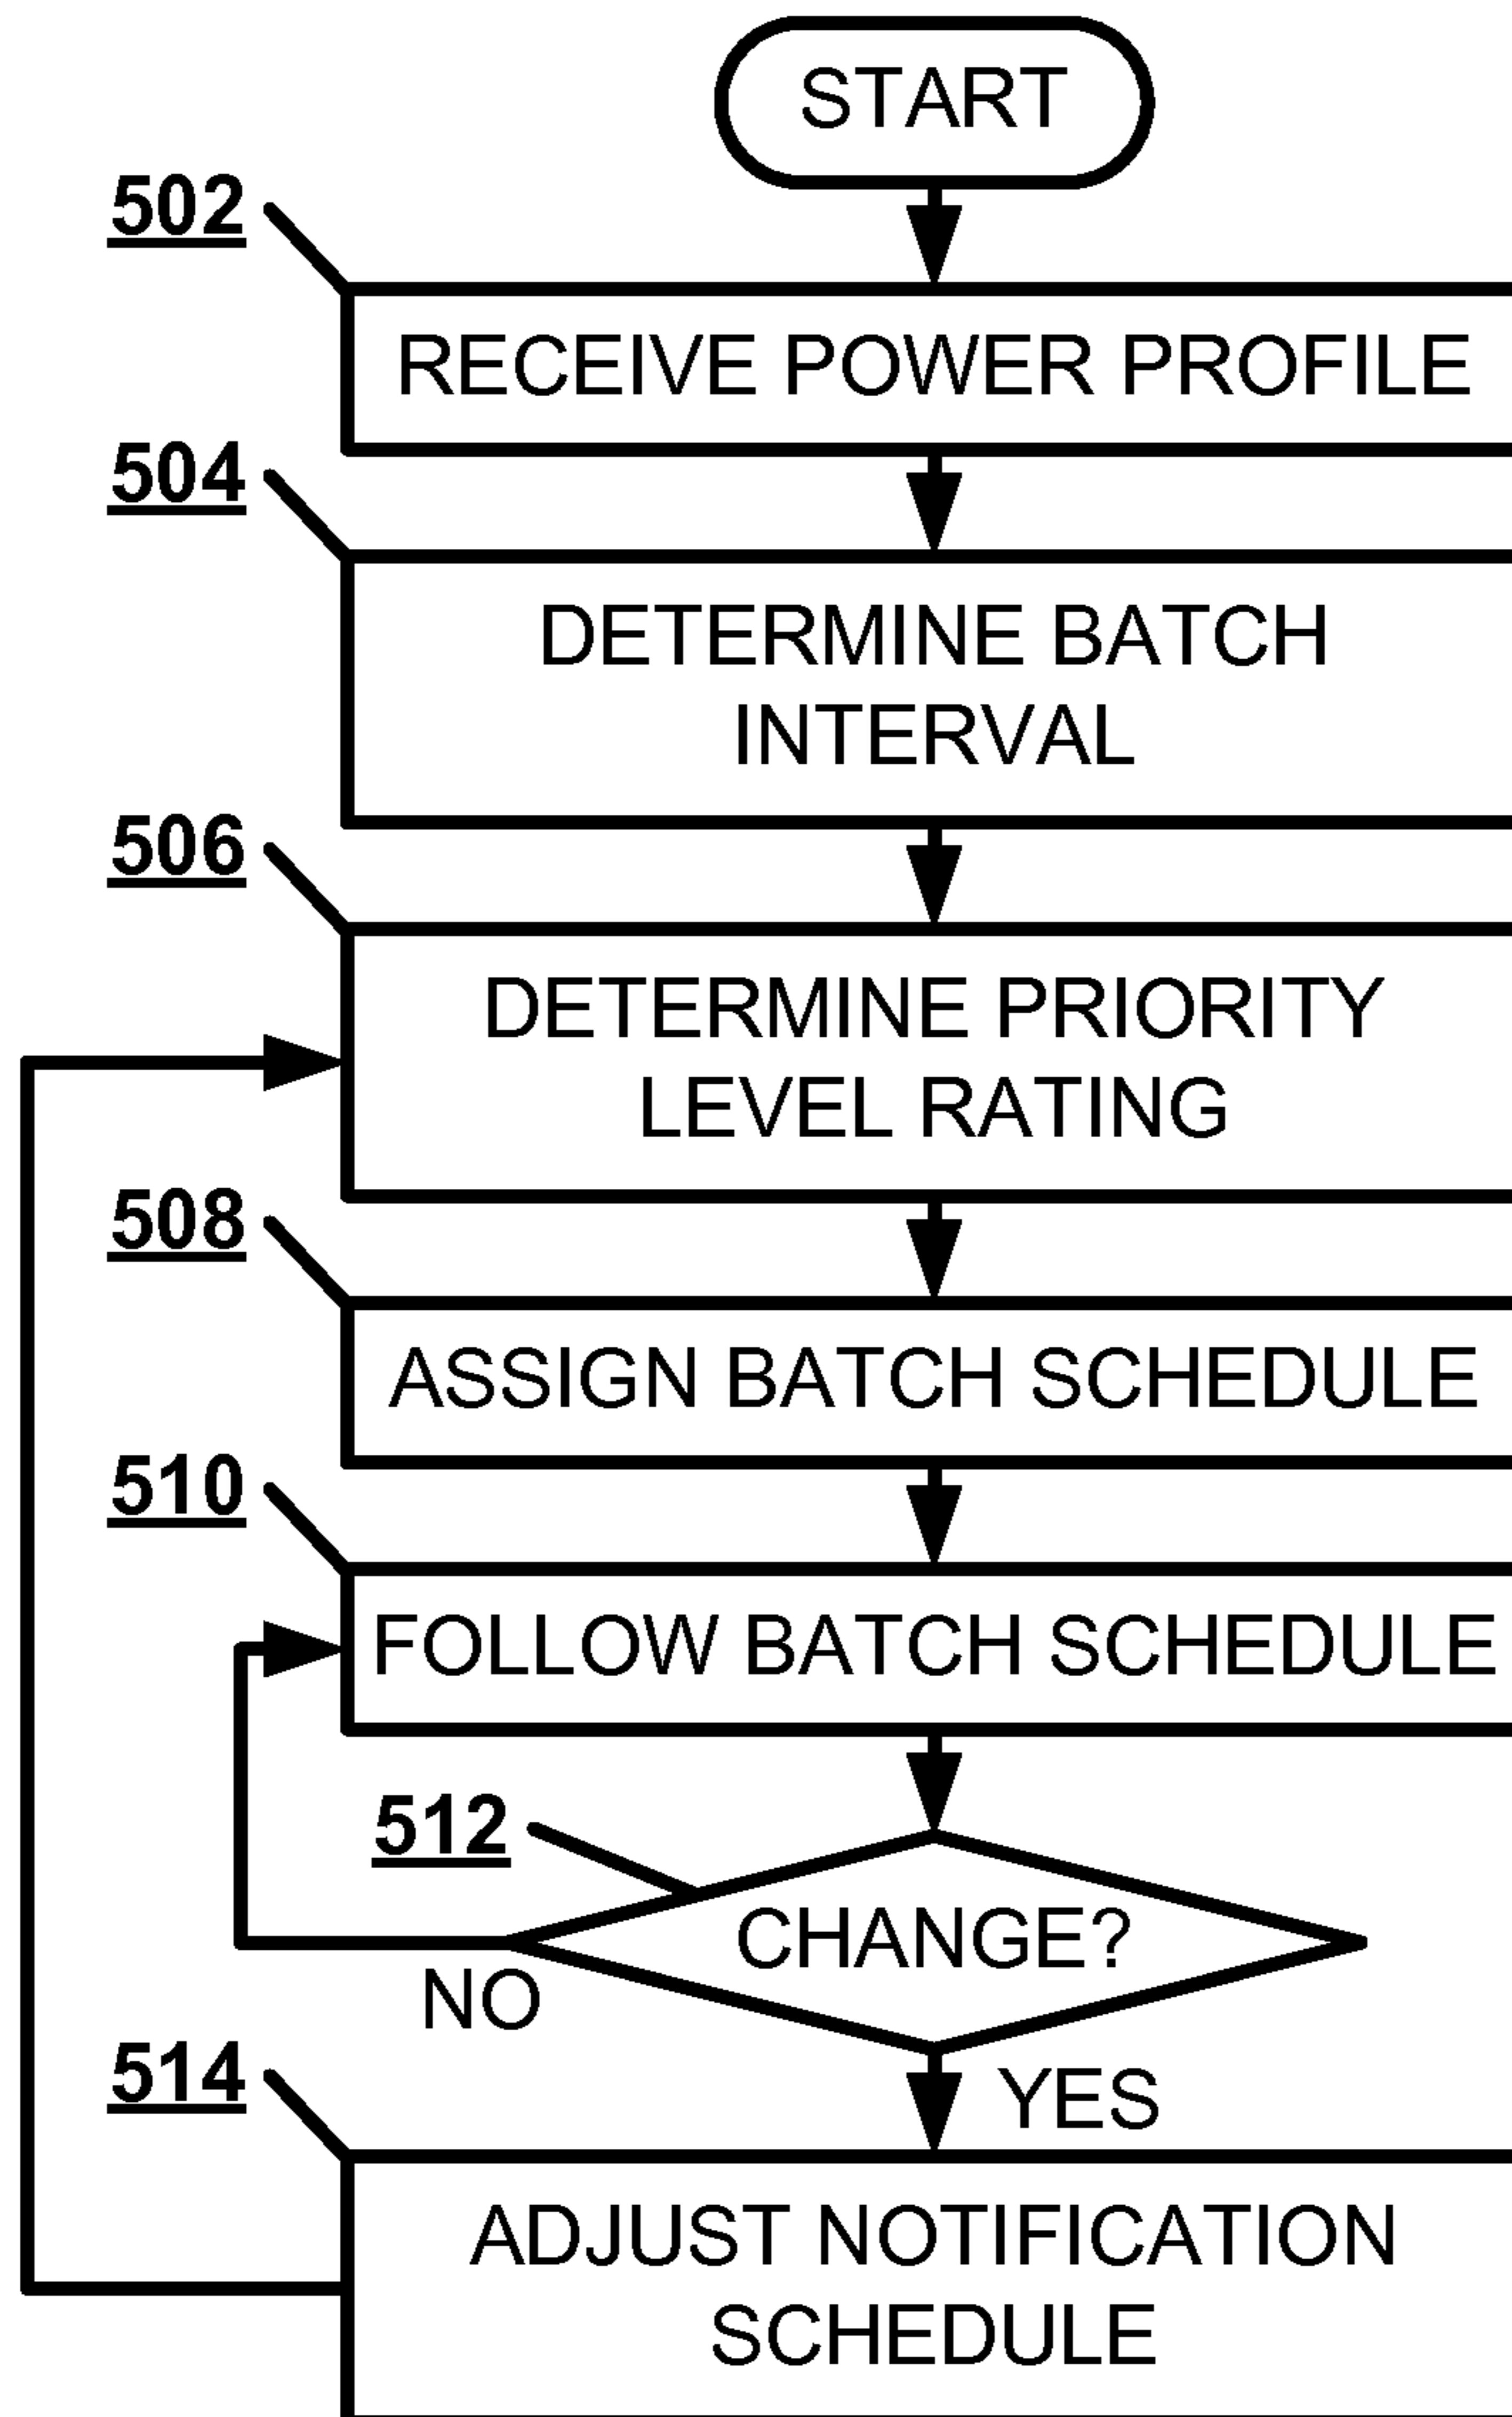 START
502
RECEIVE POWER PROFILE
504
DETERMINE BATCH
INTERVAL
506
DETERMINE PRIORITY
LEVEL RATING
508
ASSIGN BATCH SCHEDULE
510
FOLLOW BATCH SCHEDULE
512
CHANGE?
NO
YES
514
ADJUST NOTIFICATION
SCHEDULE